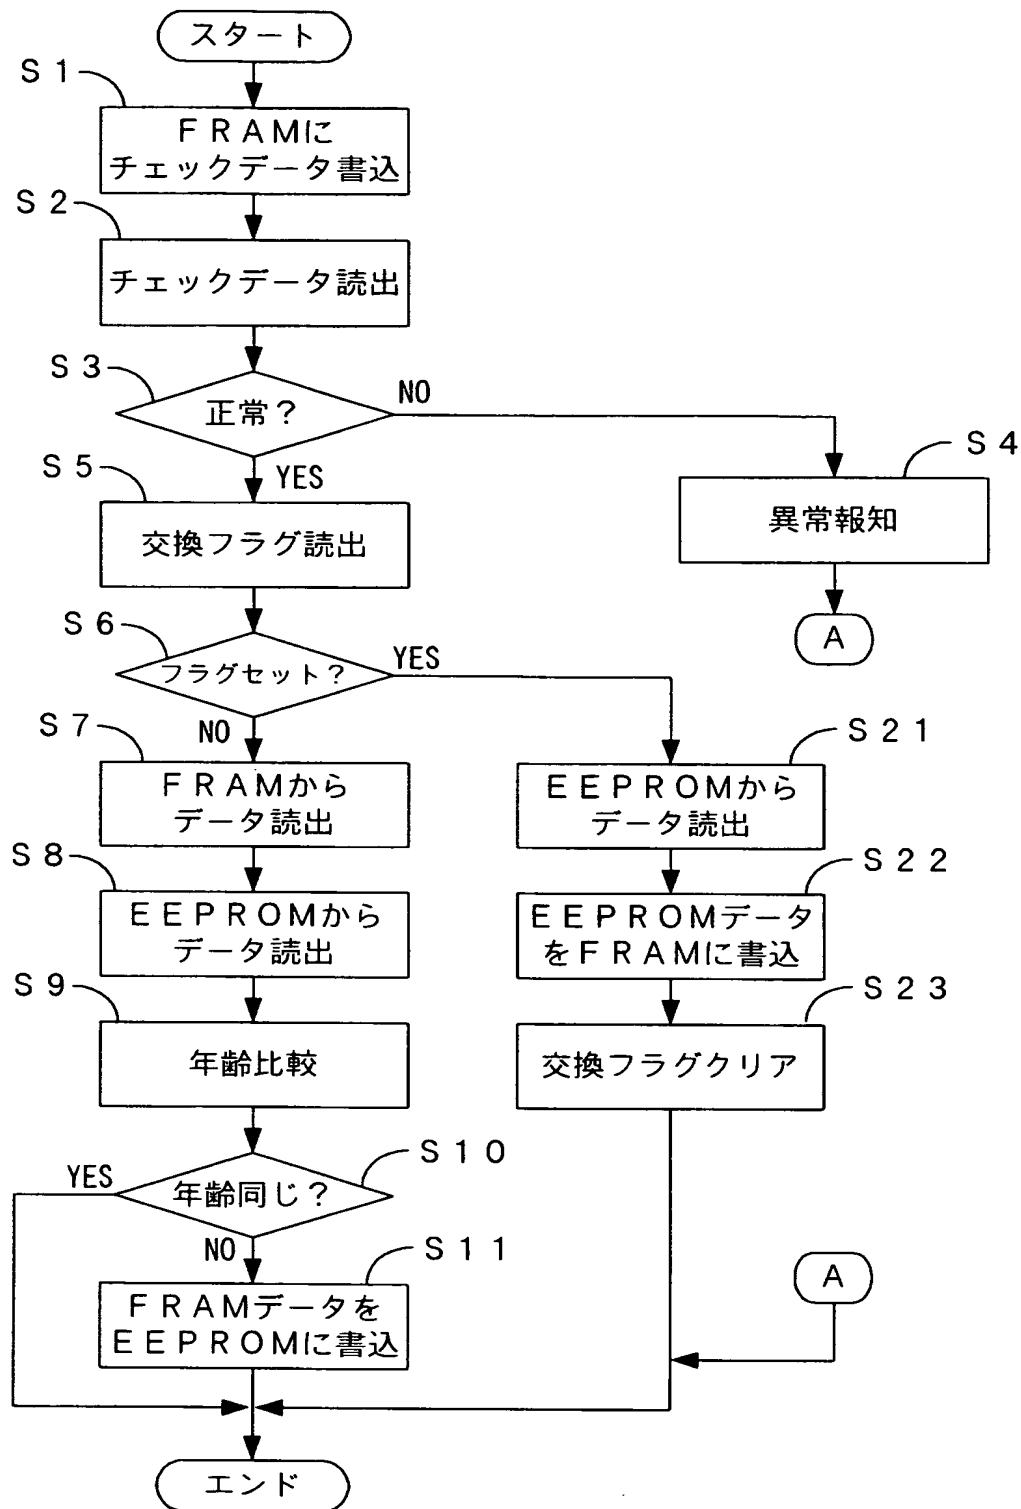 スタート
S1
FRAMに
チェックデータ書込
S2
チェックデータ読出
S3
正常?
NO
YES
S4
異常報知
A
S5
交換フラグ読出
S6
フラグセット?
YES
NO
S7
FRAMから
データ読出
S21
EEPROMから
データ読出
S8
EEPROMから
データ読出
S22
EEPROMデータ
をFRAMに書込
S9
年齢比較
S23
交換フラグクリア
S10
年齢同じ?
YES
NO
S11
FRAMデータを
EEPROMに書込
A
エンド